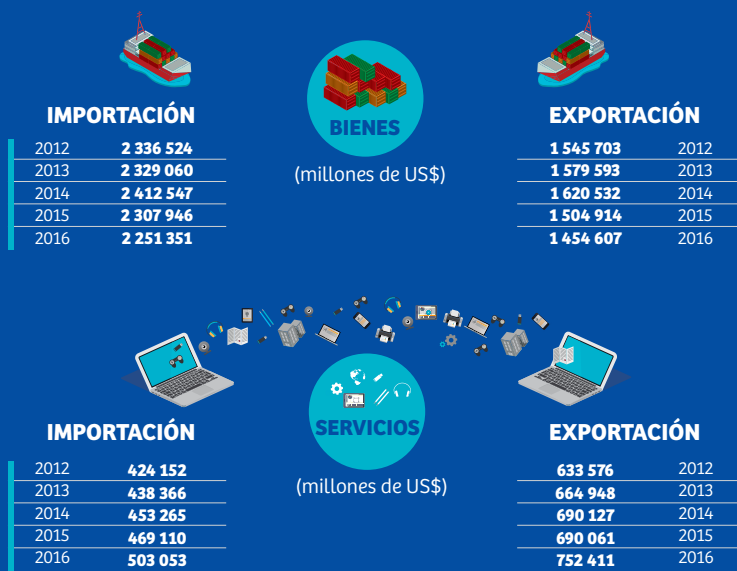 IMPORTACIÓN
2012 2 336 524
2013 2 329 060
2014 2 412 547
2015 2 307 946
2016 2 251 351
BIENES
(millones de US$)
EXPORTACIÓN
1 545 703 2012
1 579 593 2013
1 620 532 2014
1 504 914 2015
1 454 607 2016
IMPORTACIÓN
2012 424 152
2013 438 366
2014 453 265
2015 469 110
2016 503 053
SERVICIOS
(millones de US$)
EXPORTACIÓN
633 576 2012
664 948 2013
690 127 2014
690 061 2015
752 411 2016